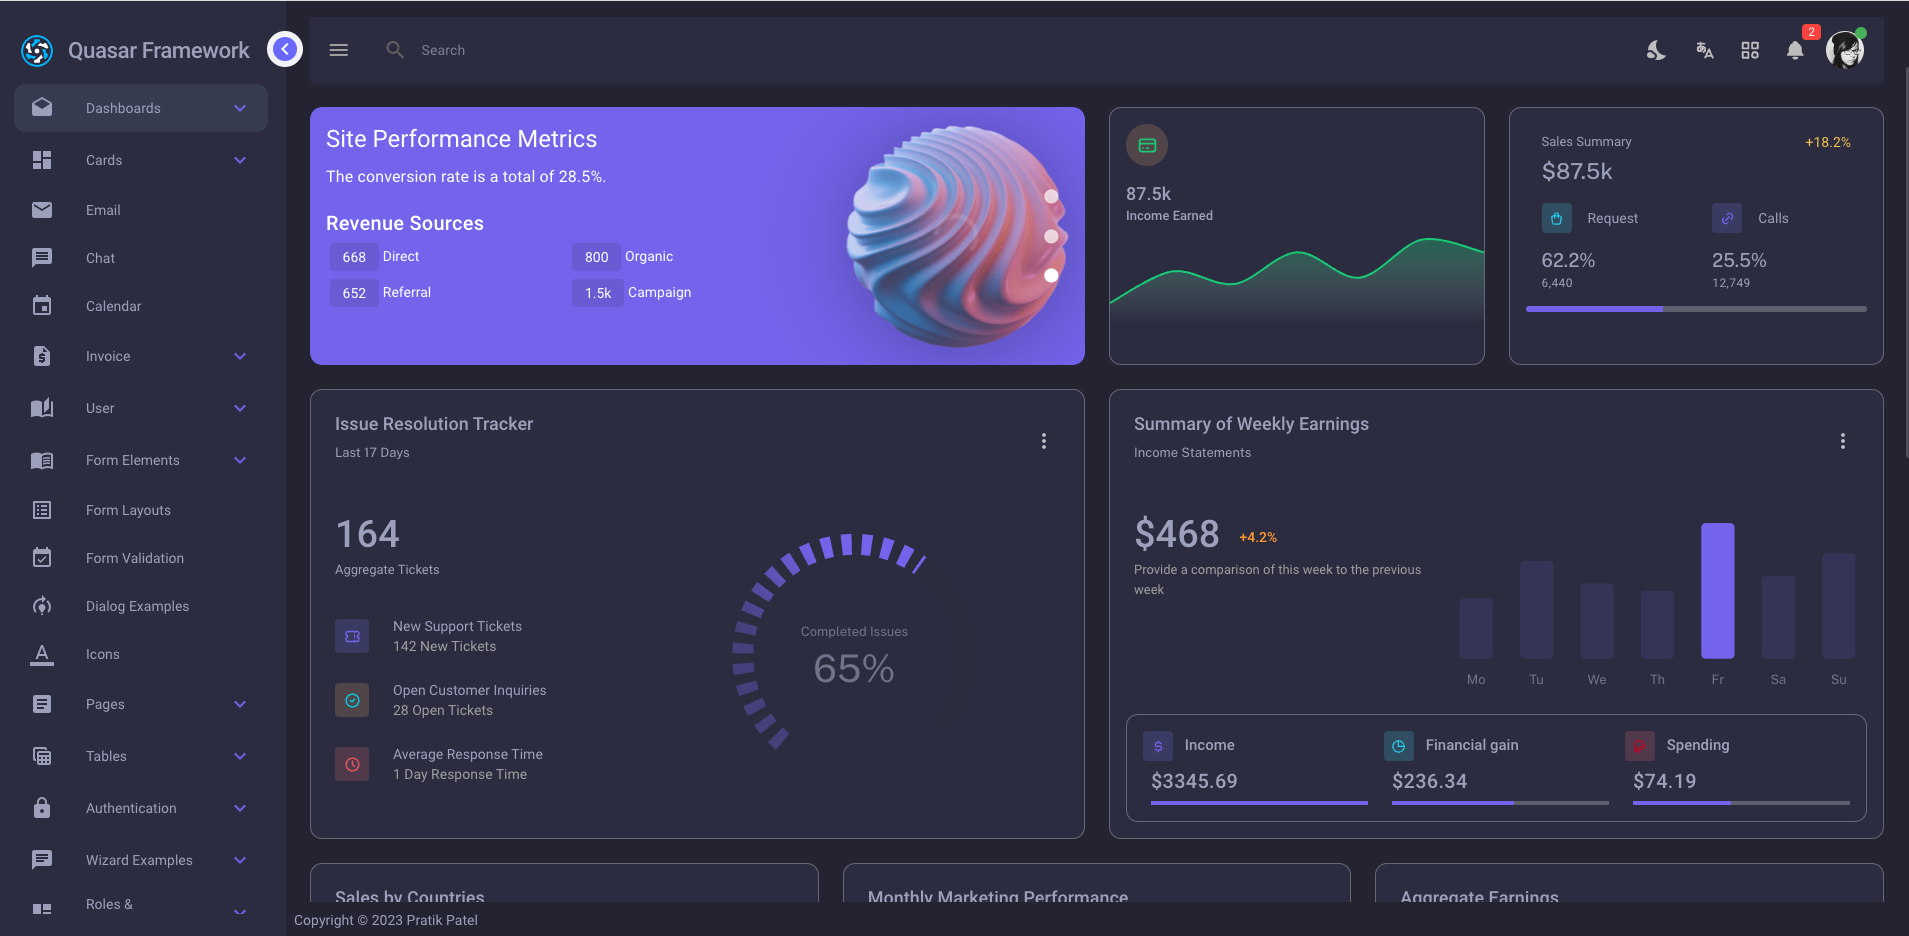 Quasar Framework
Dashboards
Cards
Email
Chat
Calendar
Invoice
User
Form Elements
Form Layouts
Form Validation
Dialog Examples
Icons
Pages
Tables
Authentication
Wizard Examples
Roles &
Search
2
Site Performance Metrics
The conversion rate is a total of 28.5%.
Revenue Sources
668 Direct
800 Organic
652 Referral
1.5k Campaign
87.5k
Income Earned
Sales Summary
+18.2%
$87.5k
Request
Calls
62.2%
25.5%
6,440
12,749
Issue Resolution Tracker
Last 17 Days
164
Aggregate Tickets
New Support Tickets
142 New Tickets
Open Customer Inquiries
28 Open Tickets
Average Response Time
1 Day Response Time
Completed Issues
65%
Summary of Weekly Earnings
Income Statements
$468 +4.2%
Provide a comparison of this week to the previous
week
Mo Tu We Th Fr Sa Su
Income
Financial gain
Spending
$3345.69
$236.34
$74.19
Sales by Countries
Monthly Marketing Performance
Aggregate Earnings
Copyright © 2023 Pratik Patel